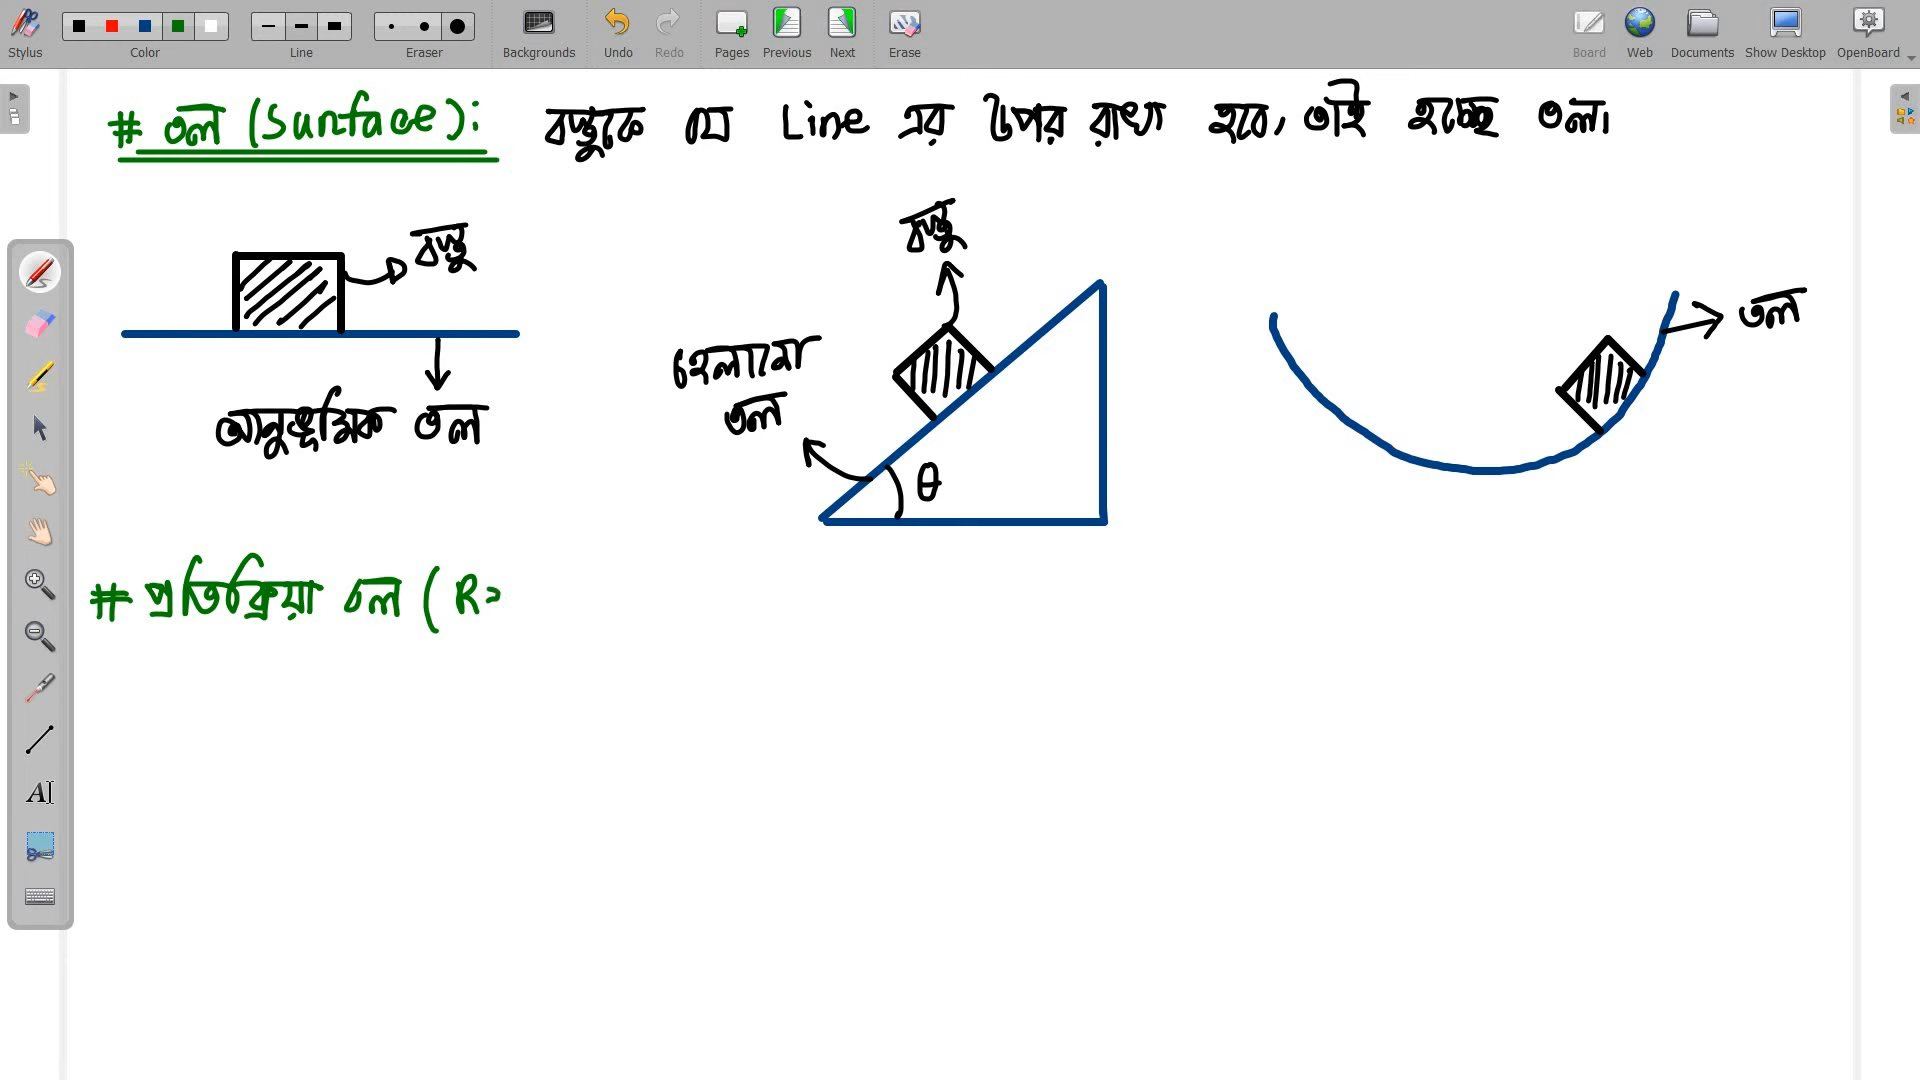 Stylus
Color
Line
Eraser
Backgrounds
Undo
Redo
Pages
Previous
Next
Erase
Board
Web
Documents
Show Desktop
OpenBoard
# তল (Surface): বস্তুকে যে Line এর উপর রাখা হবে, তাই হচ্ছে তল।
বস্তু
আনুভূমিক তল
বস্তু
হেলানো
তল
θ
তল
# প্রতিক্রিয়া বল ( R